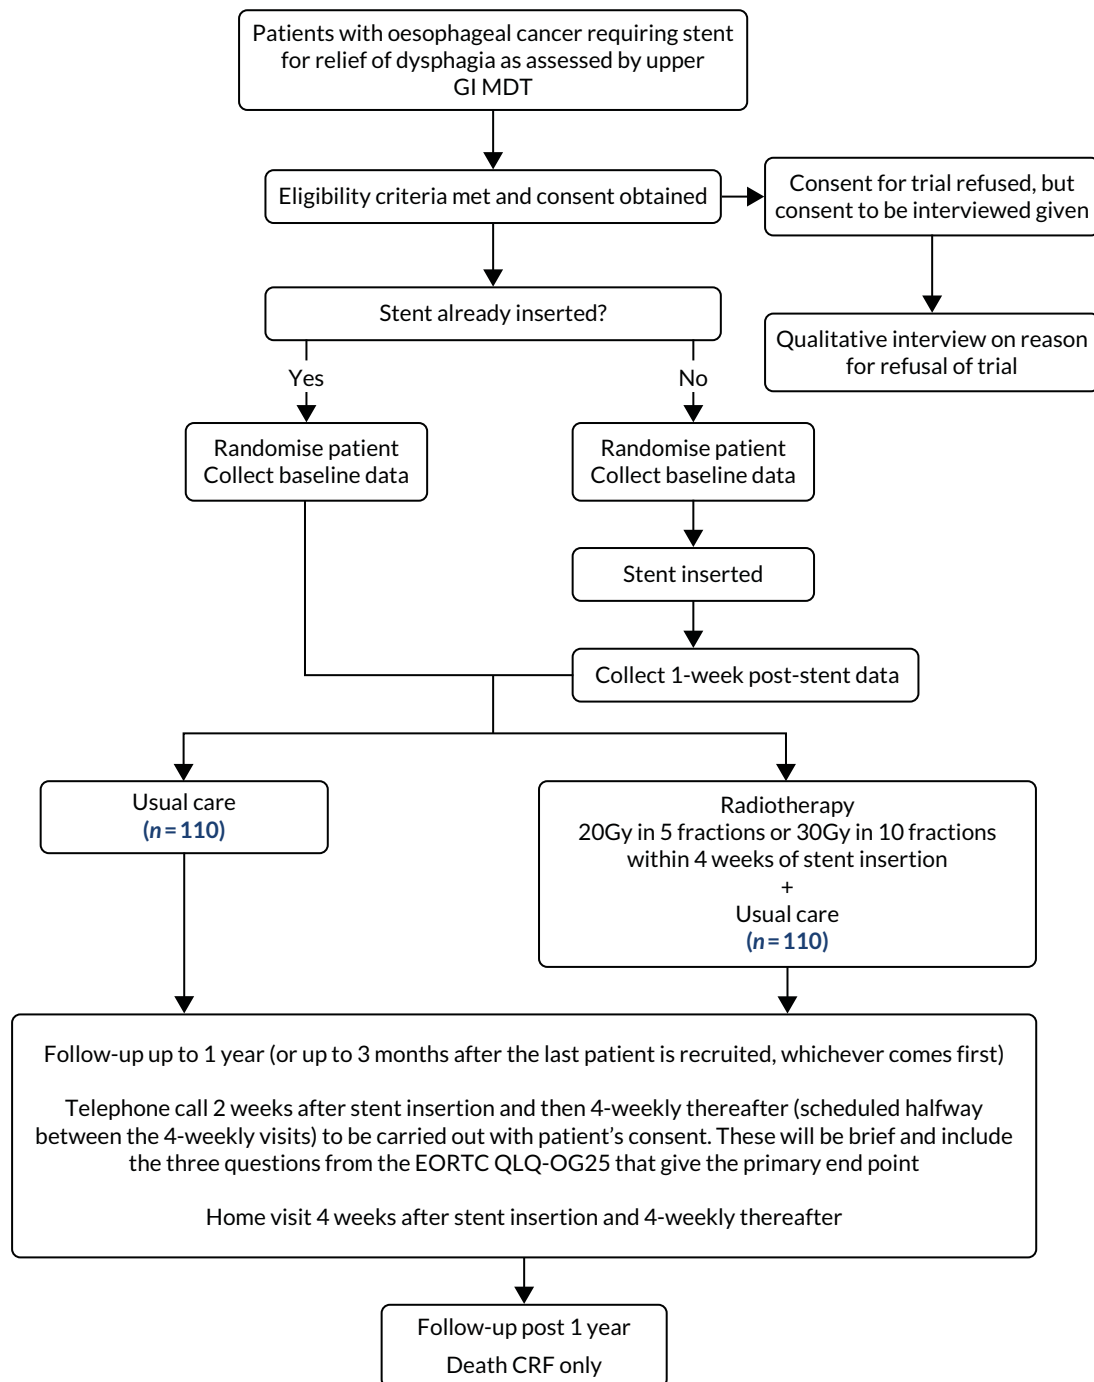 Patients with oesophageal cancer requiring stent
for relief of dysphagia as assessed by upper
GI MDT
Eligibility criteria met and consent obtained
Consent for trial refused, but
consent to be interviewed given
Stent already inserted?
Qualitative interview on reason
for refusal of trial
Yes
No
Randomise patient
Collect baseline data
Randomise patient
Collect baseline data
Stent inserted
Collect 1-week post-stent data
Usual care
(n = 110)
Radiotherapy
20Gy in 5 fractions or 30Gy in 10 fractions
within 4 weeks of stent insertion
+
Usual care
(n = 110)
Follow-up up to 1 year (or up to 3 months after the last patient is recruited, whichever comes first)
Telephone call 2 weeks after stent insertion and then 4-weekly thereafter (scheduled halfway
between the 4-weekly visits) to be carried out with patient’s consent. These will be brief and include
the three questions from the EORTC QLQ-OG25 that give the primary end point
Home visit 4 weeks after stent insertion and 4-weekly thereafter
Follow-up post 1 year
Death CRF only